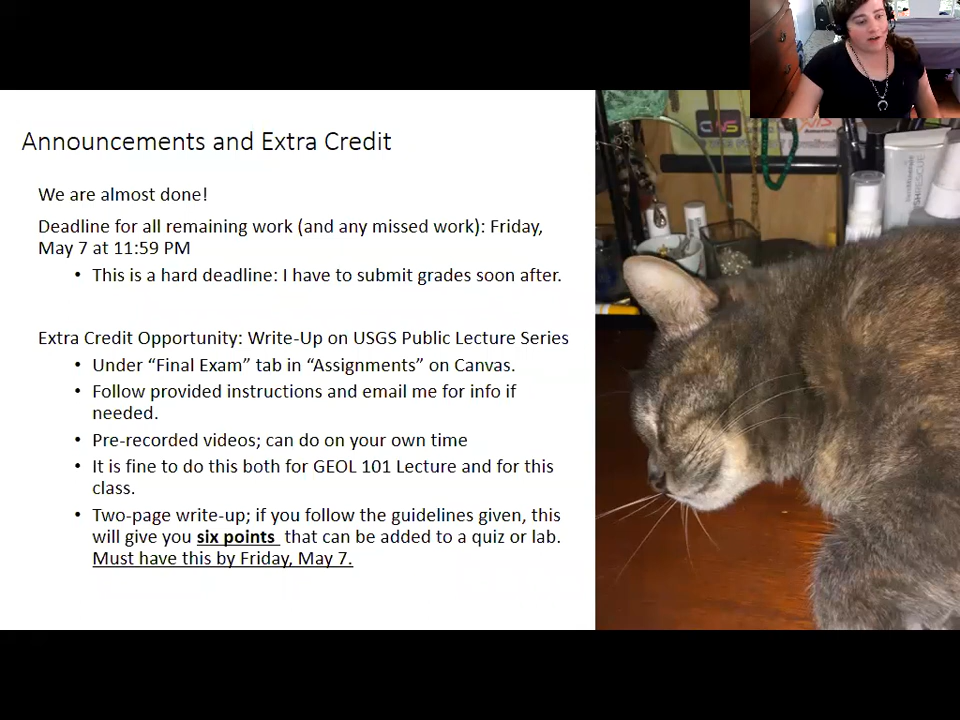 Announcements and Extra Credit
We are almost done!
Deadline for all remaining work (and any missed work): Friday,
May 7 at 11:59 PM
• This is a hard deadline: I have to submit grades soon after.
Extra Credit Opportunity: Write-Up on USGS Public Lecture Series
• Under “Final Exam” tab in “Assignments” on Canvas.
• Follow provided instructions and email me for info if
needed.
• Pre-recorded videos; can do on your own time
• It is fine to do this both for GEOL 101 Lecture and for this
class.
• Two-page write-up; if you follow the guidelines given, this
will give you six points that can be added to a quiz or lab.
Must have this by Friday, May 7.